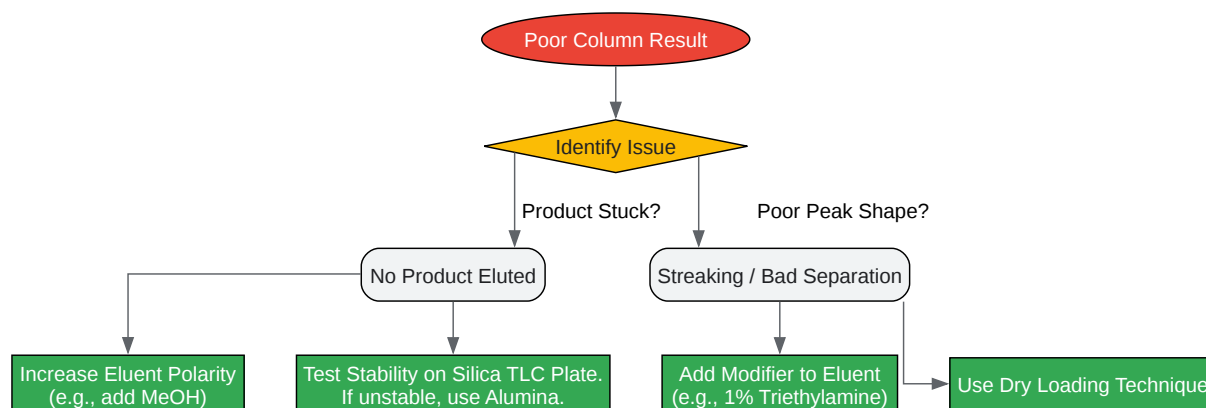 Poor Column Result
Identify Issue
Product Stuck?
Poor Peak Shape?
No Product Eluted
Streaking / Bad Separation
Increase Eluent Polarity
(e.g., add MeOH)
Test Stability on Silica TLC Plate.
If unstable, use Alumina.
Add Modifier to Eluent
(e.g., 1% Triethylamine)
Use Dry Loading Technique